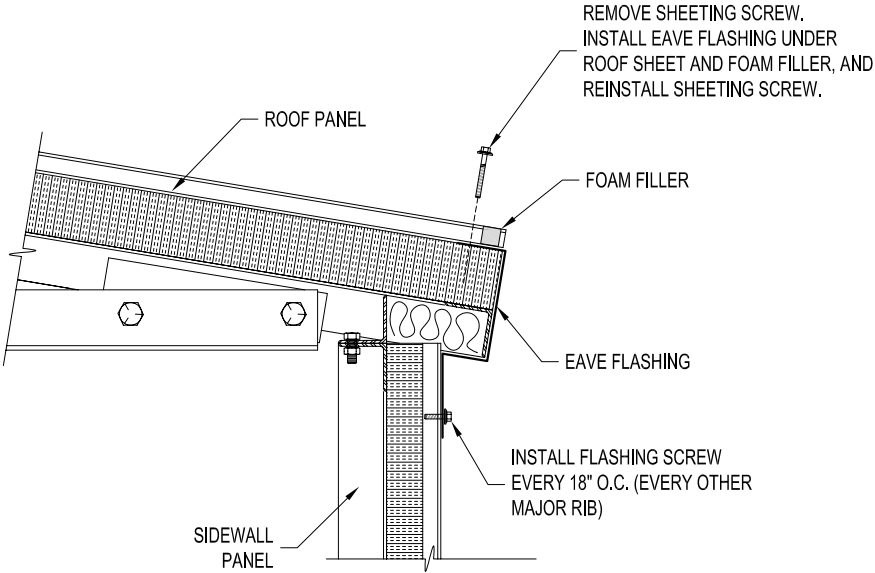 REMOVE SHEETING SCREW.
INSTALL EAVE FLASHING UNDER
ROOF SHEET AND FOAM FILLER, AND
REINSTALL SHEETING SCREW.
ROOF PANEL
FOAM FILLER
EAVE FLASHING
INSTALL FLASHING SCREW
EVERY 18" O.C. (EVERY OTHER
MAJOR RIB)
SIDEWALL
PANEL